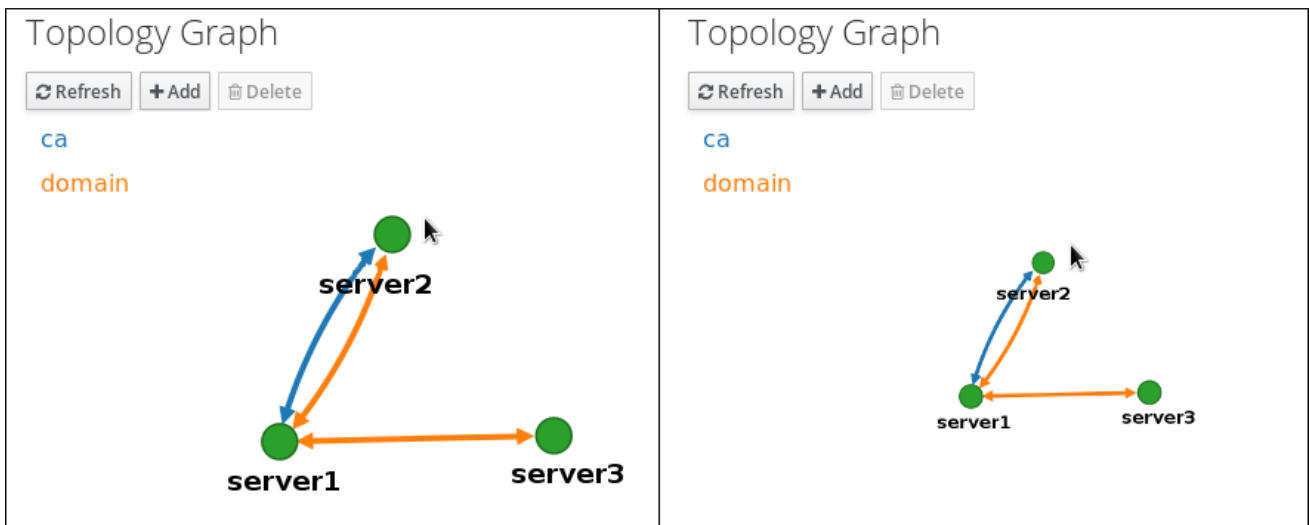 Topology Graph
Refresh Add Delete
ca
domain
server2
server1
server3
Topology Graph
Refresh Add Delete
ca
domain
server2
server1
server3